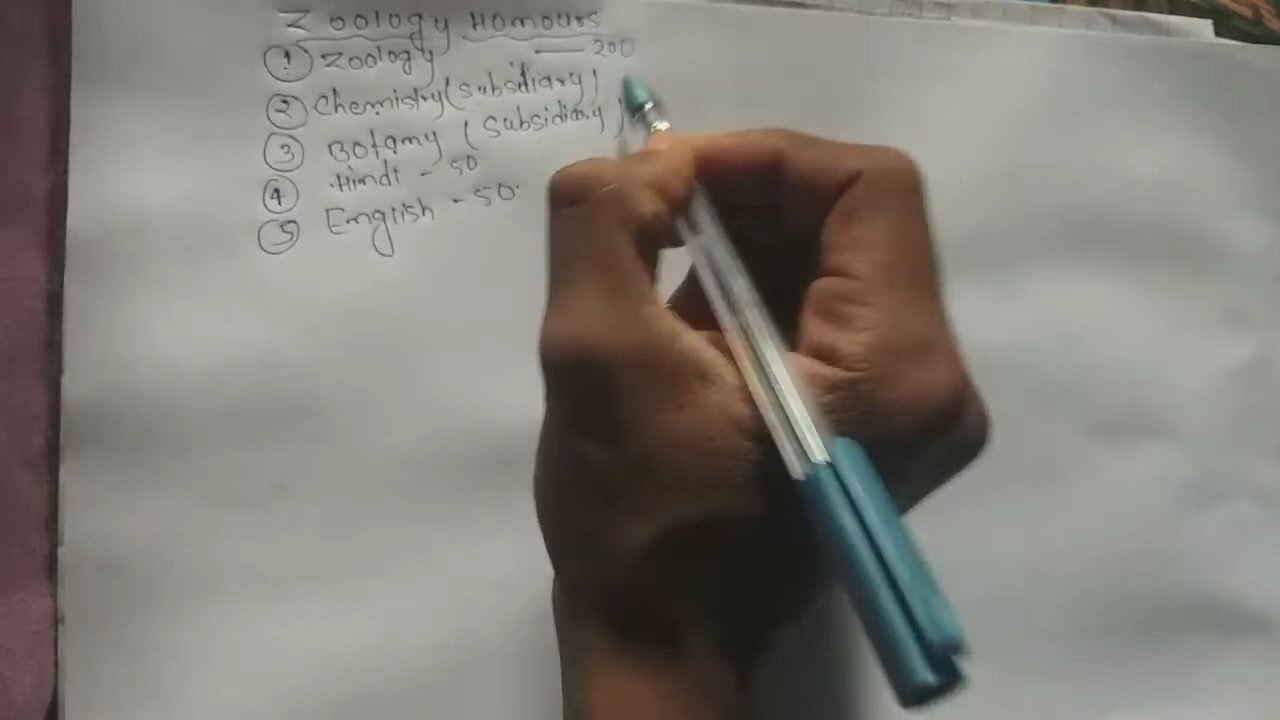 Zoology Honours
① Zoology — 200
② Chemistry (subsidiary)
③ Botany (subsidiary)
④ Hindi - 50
⑤ English - 50.